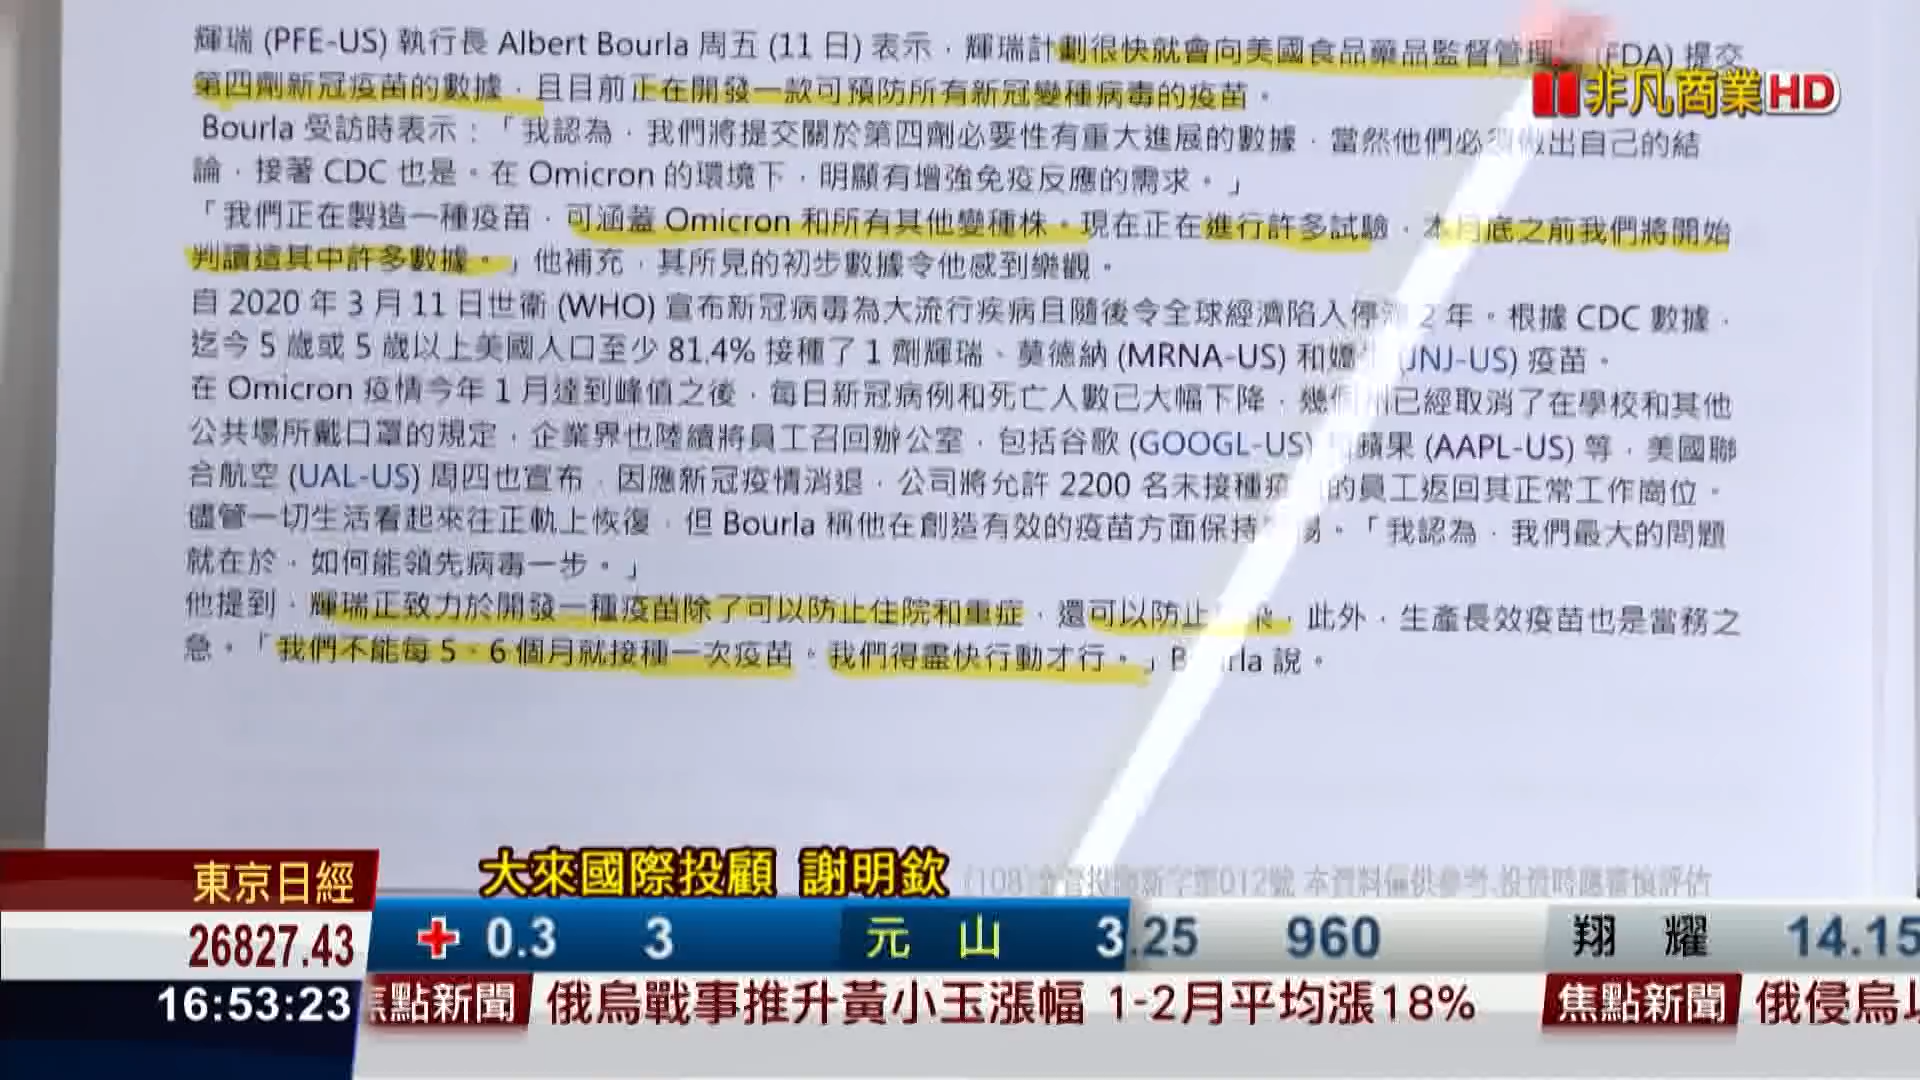 輝瑞 (PFE-US) 執行長 Albert Bourla 周五 (11 日) 表示，輝瑞計劃很快就會向美國食品藥品監督管理 (FDA) 提交
第四劑新冠疫苗的數據，且目前正在開發一款可預防所有新冠變種病毒的疫苗。
非凡商業HD
Bourla 受訪時表示：「我認為，我們將提交關於第四劑必要性有重大進展的數據，當然他們必須做出自己的結
論，接著 CDC 也是。在 Omicron 的環境下，明顯有增強免疫反應的需求。」
「我們正在製造一種疫苗，可涵蓋 Omicron 和所有其他變種株。現在正在進行許多試驗，本月底之前我們將開始
判讀這其中許多數據。」他補充，其所見的初步數據令他感到樂觀。
自 2020 年 3 月 11 日世衛 (WHO) 宣布新冠病毒為大流行疾病且隨後令全球經濟陷入停 2 年。根據 CDC 數據，
迄今 5 歲或 5 歲以上美國人口至少 81.4% 接種了 1 劑輝瑞、莫德納 (MRNA-US) 和嬌 (JNJ-US) 疫苗。
在 Omicron 疫情今年 1 月達到峰值之後，每日新冠病例和死亡人數已大幅下降，幾個州已經取消了在學校和其他
公共場所戴口罩的規定，企業界也陸續將員工召回辦公室，包括谷歌 (GOOGL-US) 蘋果 (AAPL-US) 等，美國聯
合航空 (UAL-US) 周四也宣布，因應新冠疫情消退，公司將允許 2200 名未接種疫 的員工返回其正常工作崗位。
儘管一切生活看起來往正軌上恢復，但 Bourla 稱他在創造有效的疫苗方面保持 。「我認為，我們最大的問題
就在於，如何能領先病毒一步。」
他提到，輝瑞正致力於開發一種疫苗除了可以防止住院和重症，還可以防止 ，此外，生產長效疫苗也是當務之
急。「我們不能每 5、6 個月就接種一次疫苗。我們得盡快行動才行。」Bourla 說。
東京日經
大來國際投顧 謝明欽
(108)金管投顧新字第012號 本資料僅供參考,投資時應審慎評估
26827.43
0.3 3 元山 3.25 960 翔耀 14.15
16:53:23
焦點新聞 俄烏戰事推升黃小玉漲幅 1-2月平均漲18% 焦點新聞 俄侵烏